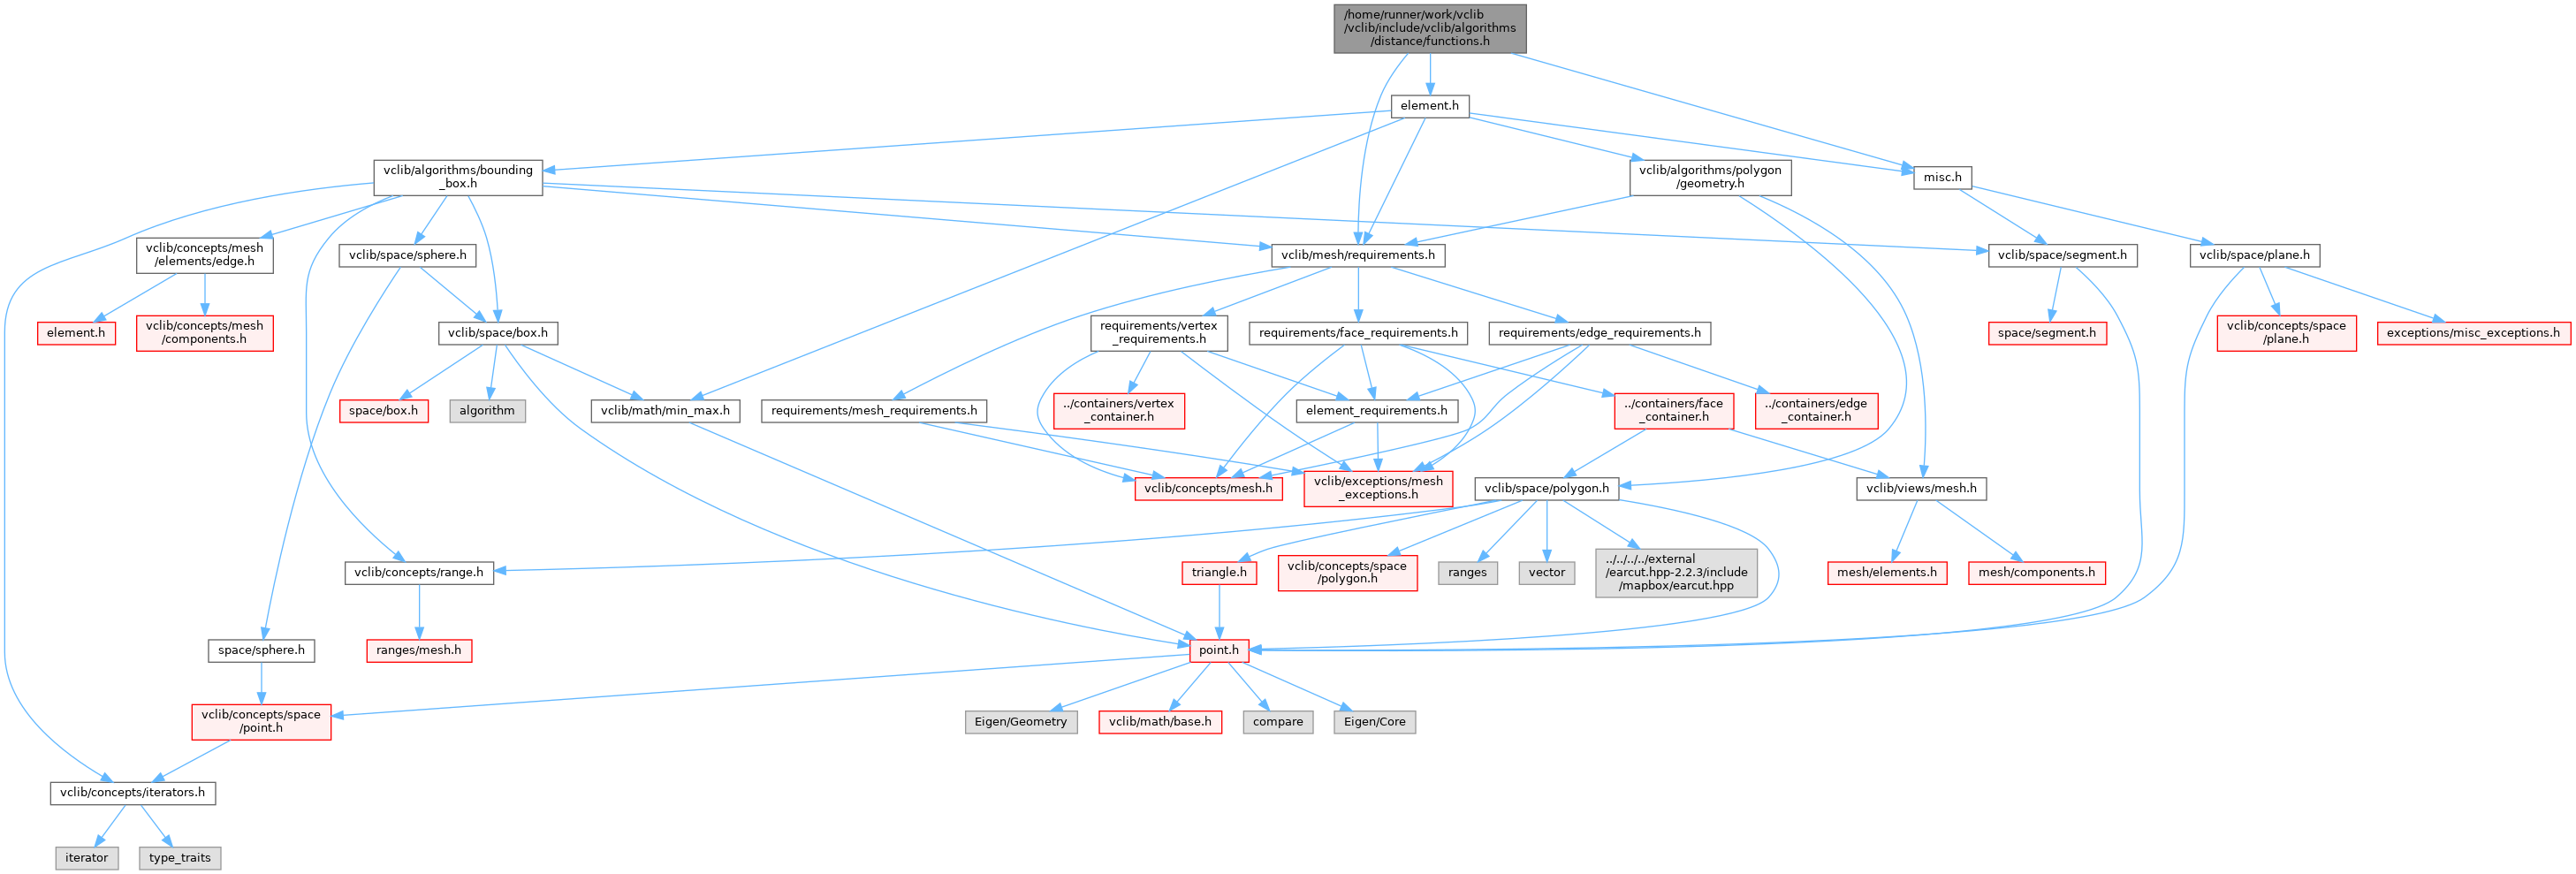 /home/runner/work/vclib
/vclib/include/vclib/algorithms
/distance/functions.h
element.h
vclib/algorithms/bounding
_box.h
vclib/algorithms/polygon
/geometry.h
misc.h
vclib/concepts/mesh
/elements/edge.h
vclib/space/sphere.h
vclib/mesh/requirements.h
vclib/space/segment.h
vclib/space/plane.h
element.h
vclib/concepts/mesh
/components.h
vclib/space/box.h
requirements/vertex
_requirements.h
requirements/face_requirements.h
requirements/edge_requirements.h
space/segment.h
vclib/concepts/space
/plane.h
exceptions/misc_exceptions.h
space/box.h
algorithm
vclib/math/min_max.h
requirements/mesh_requirements.h
../containers/vertex
_container.h
element_requirements.h
../containers/face
_container.h
../containers/edge
_container.h
vclib/concepts/mesh.h
vclib/exceptions/mesh
_exceptions.h
vclib/space/polygon.h
vclib/views/mesh.h
vclib/concepts/range.h
triangle.h
vclib/concepts/space
/polygon.h
ranges
vector
../../../../external
/earcut.hpp-2.2.3/include
/mapbox/earcut.hpp
mesh/elements.h
mesh/components.h
space/sphere.h
ranges/mesh.h
point.h
vclib/concepts/space
/point.h
Eigen/Geometry
vclib/math/base.h
compare
Eigen/Core
vclib/concepts/iterators.h
iterator
type_traits